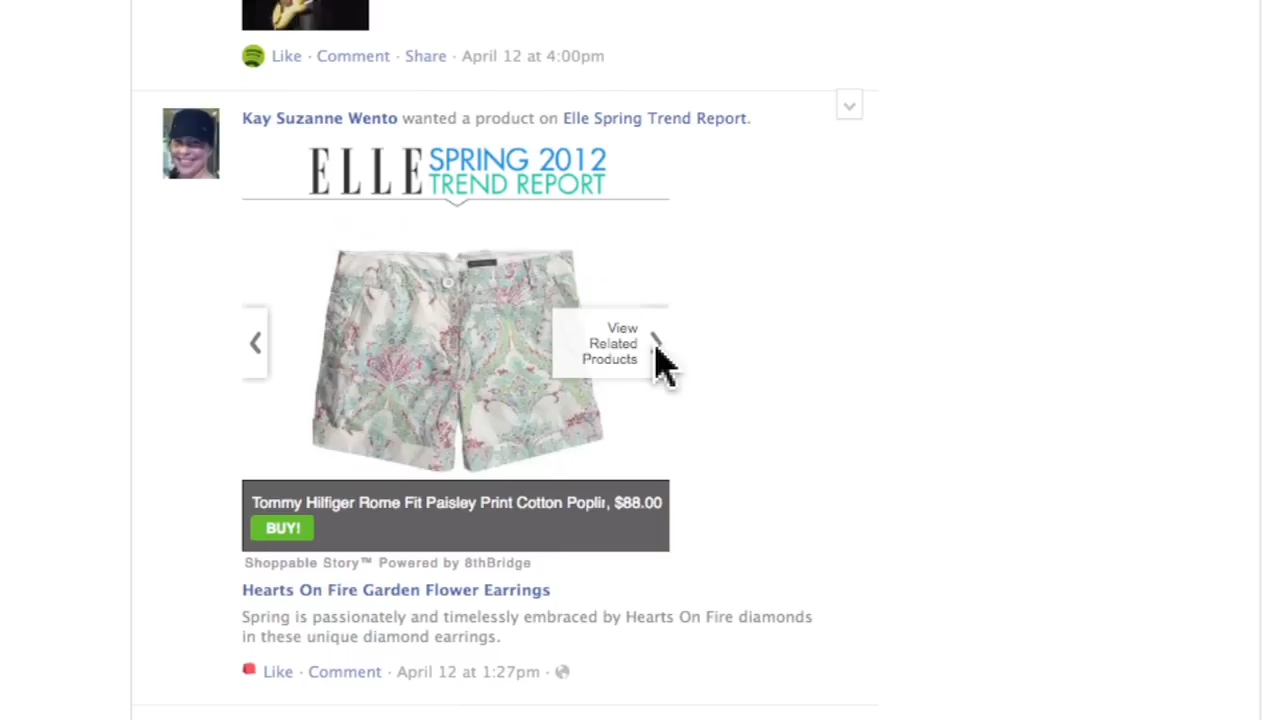 Like · Comment · Share · April 12 at 4:00pm
Kay Suzanne Wento wanted a product on Elle Spring Trend Report.
ELLE SPRING 2012
TREND REPORT
View
Related
Products
Tommy Hilfiger Rome Fit Paisley Print Cotton Poplin, $88.00
BUY!
Shoppable Story™ Powered by 8thBridge
Hearts On Fire Garden Flower Earrings
Spring is passionately and timelessly embraced by Hearts On Fire diamonds
in these unique diamond earrings.
Like · Comment · April 12 at 1:27pm ·